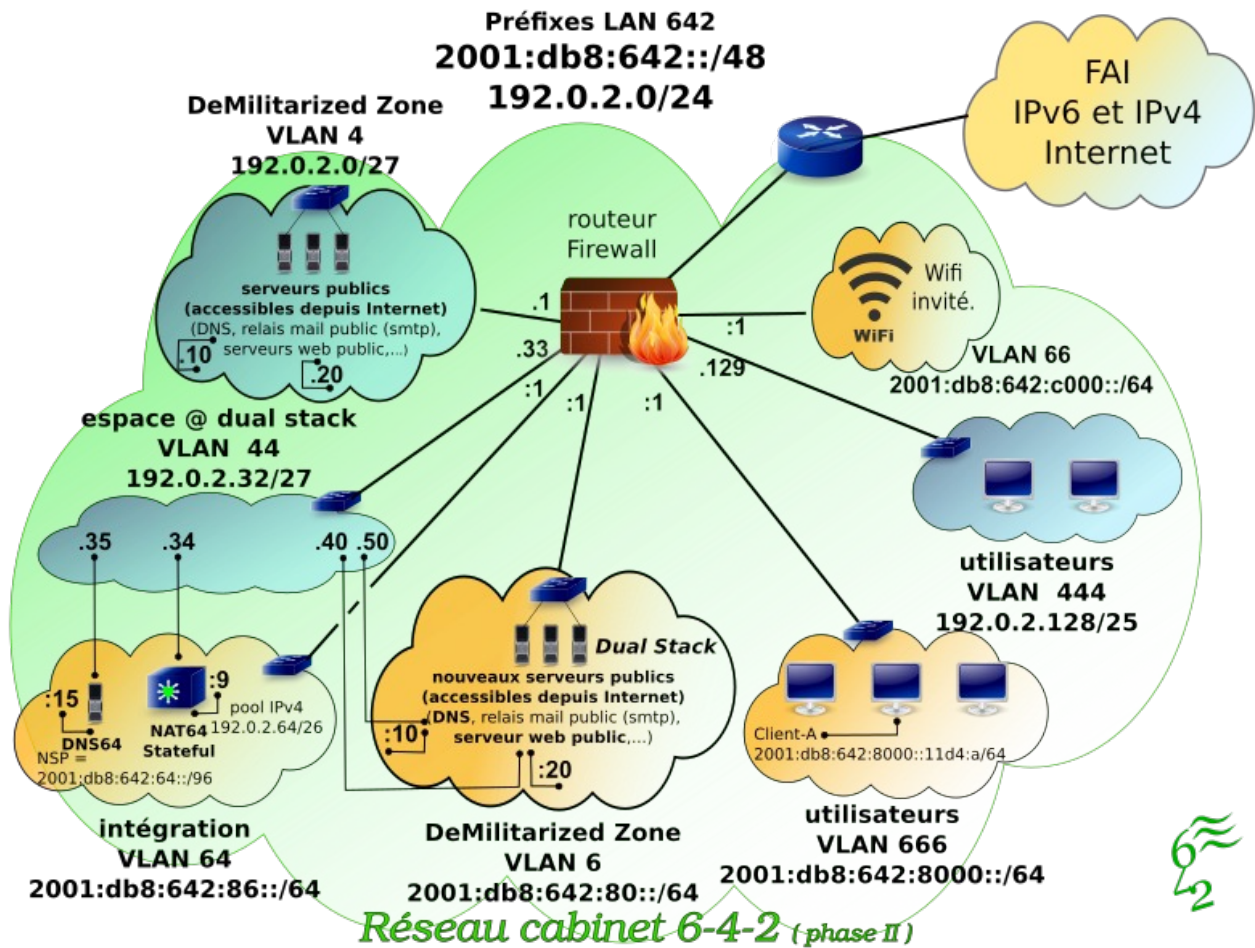 Préfixes LAN 642
2001:db8:642::/48
192.0.2.0/24
FAI
IPv6 et IPv4
Internet
DeMilitarized Zone
VLAN 4
192.0.2.0/27
serveurs publics
(accessibles depuis Internet)
(DNS, relais mail public (smtp),
serveurs web public,...)
.10
.20
routeur
Firewall
.1
.33
:1
:1
:1
.129
:1
Wifi
invité.
WiFi
VLAN 66
2001:db8:642:c000::/64
espace @ dual stack
VLAN 44
192.0.2.32/27
.35
.34
.40
.50
utilisateurs
VLAN 444
192.0.2.128/25
:15
DNS64
:9
NAT64
Stateful
pool IPv4
192.0.2.64/26
NSP =
2001:db8:642:64::/96
intégration
VLAN 64
2001:db8:642:86::/64
Dual Stack
nouveaux serveurs publics
(accessibles depuis Internet)
(DNS, relais mail public (smtp),
serveur web public,...)
:10
:20
DeMilitarized Zone
VLAN 6
2001:db8:642:80::/64
Client-A
2001:db8:642:8000::11d4:a/64
utilisateurs
VLAN 666
2001:db8:642:8000::/64
Réseau cabinet 6-4-2 ( phase II )
6
2